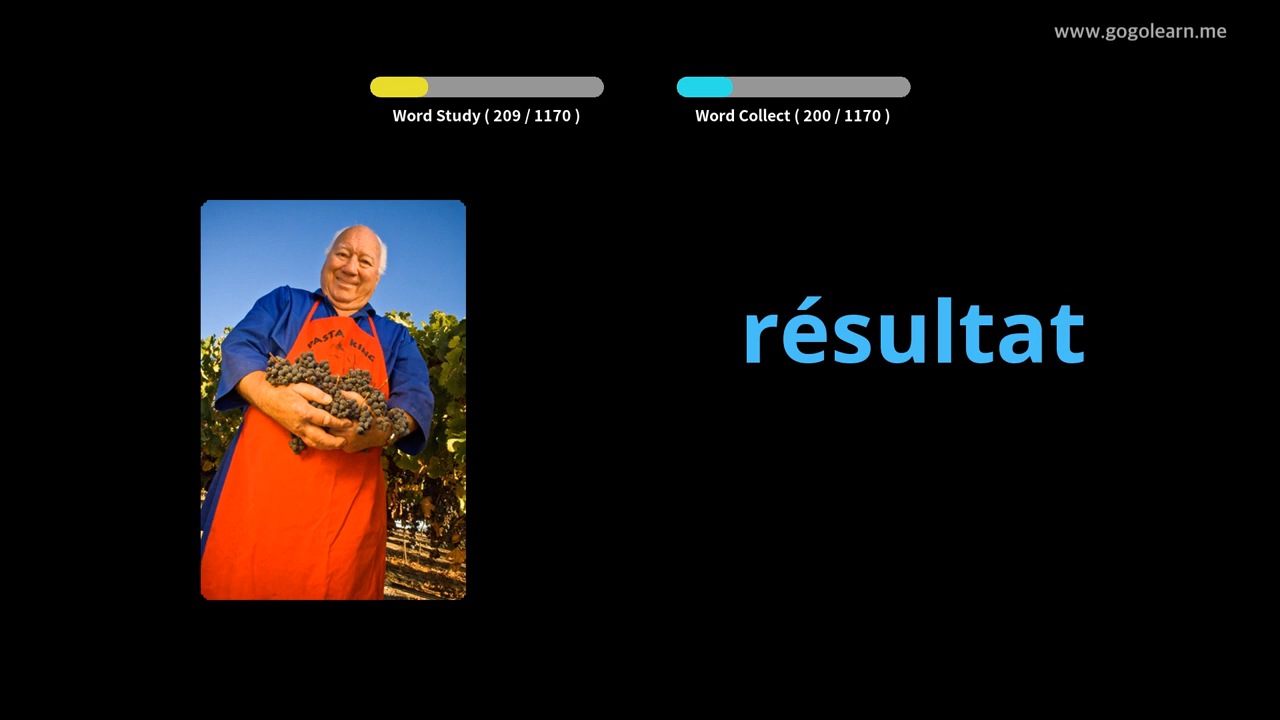 www.gogolearn.me
Word Study ( 209 / 1170 )
Word Collect ( 200 / 1170 )
PASTA KING
résultat